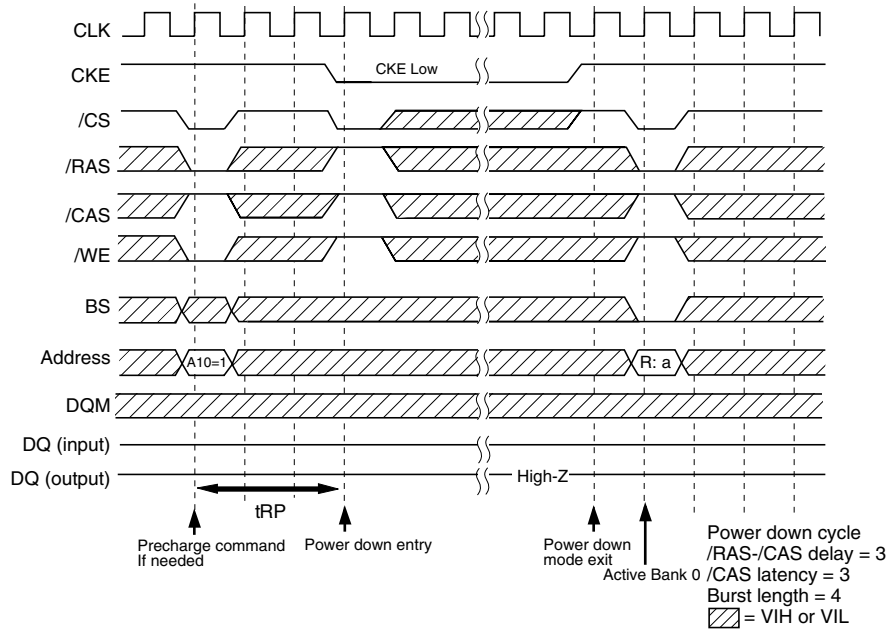 CLK
CKE
CKE Low
/CS
/RAS
/CAS
/WE
BS
Address
A10=1
R: a
DQM
DQ (input)
DQ (output)
High-Z
tRP
Precharge command
If needed
Power down entry
Power down
mode exit
Active Bank 0
Power down cycle
/RAS-/CAS delay = 3
/CAS latency = 3
Burst length = 4
= VIH or VIL